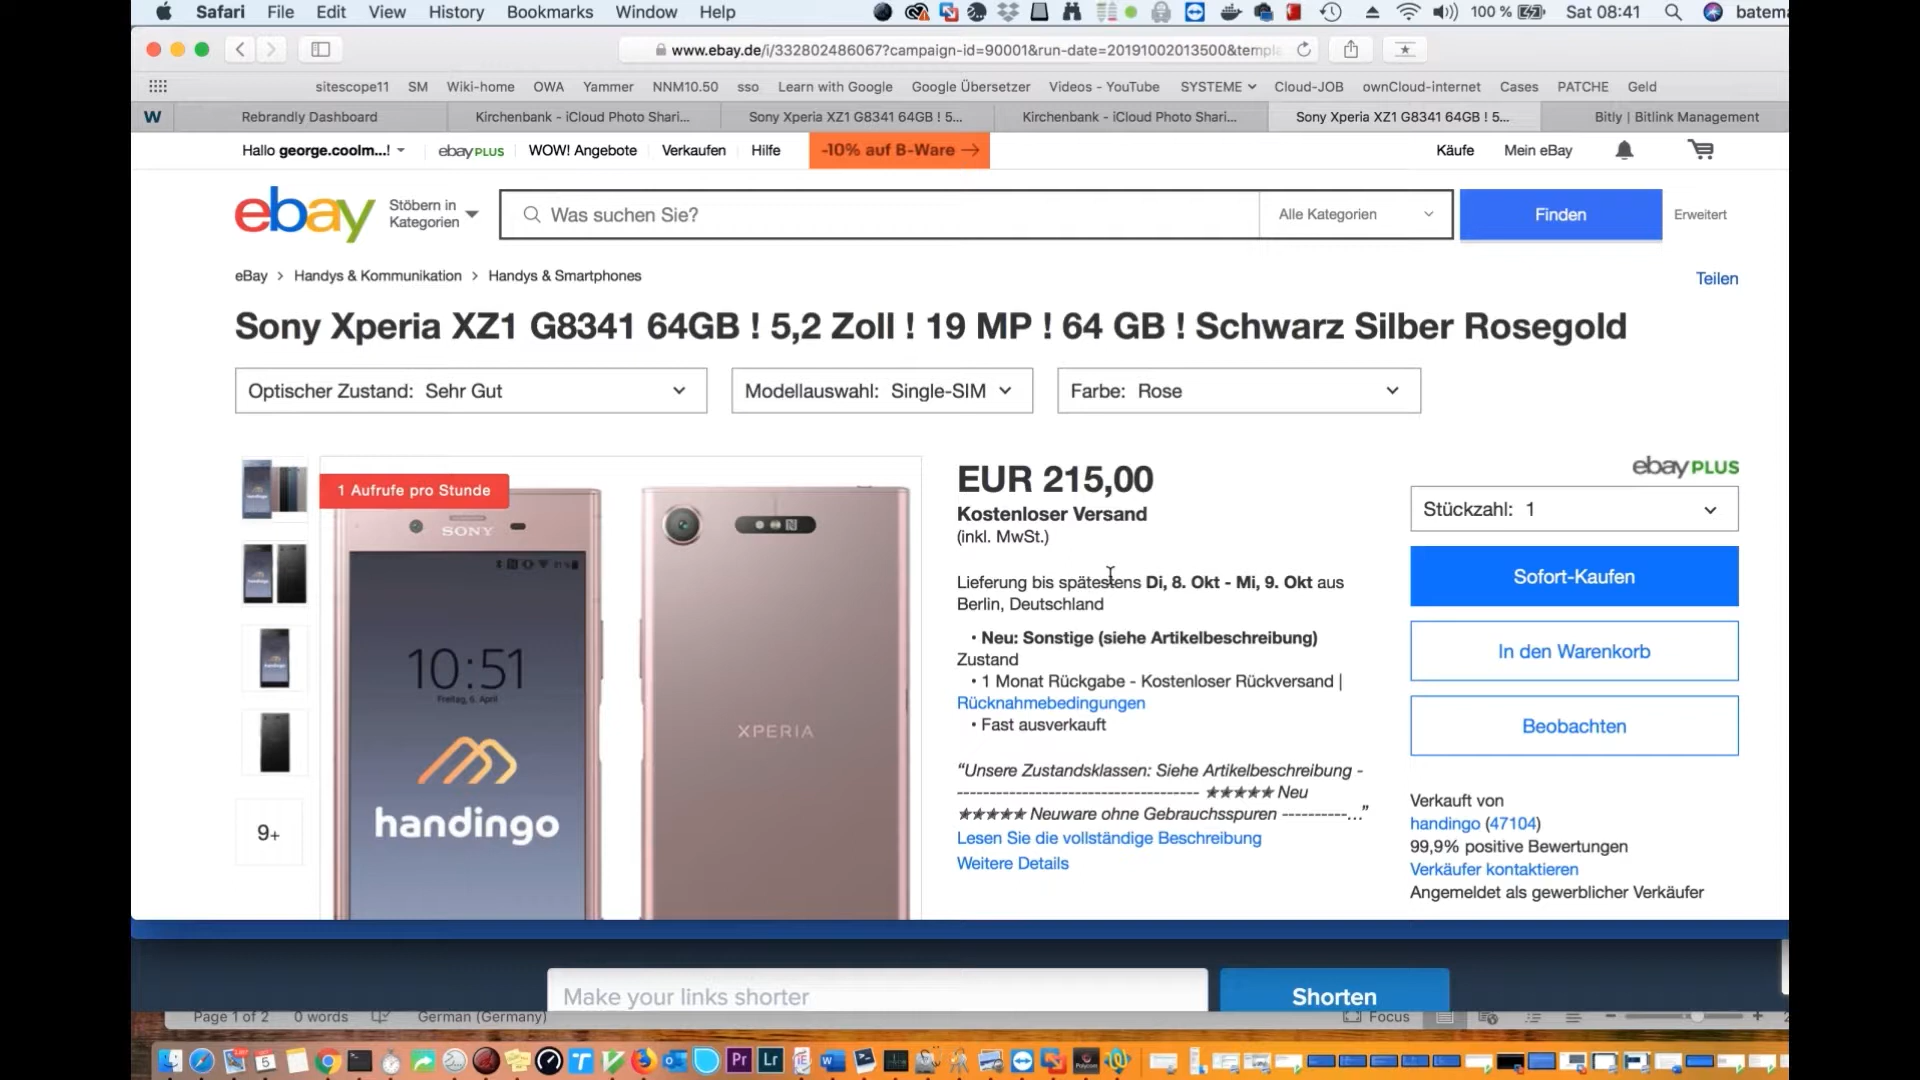 Safari File Edit View History Bookmarks Window Help 100 % Sat 08:41
www.ebay.de/i/332802486067?campaign-id=90001&run-date=20191002013500&templ
sitescope11 SM Wiki-home OWA Yammer NNM10.50 sso Learn with Google Google Übersetzer Videos - YouTube SYSTEME Cloud-JOB ownCloud-internet Cases PATCHE Geld
W Rebrandly Dashboard Kirchenbank - iCloud Photo Shari... Sony Xperia XZ1 G8341 64GB ! 5... Kirchenbank - iCloud Photo Shari... Sony Xperia XZ1 G8341 64GB ! 5... Bitly | Bitlink Management
Hallo george.coolm...! ebay PLUS WOW! Angebote Verkaufen Hilfe -10% auf B-Ware → Käufe Mein eBay
ebay Stöbern in Kategorien Was suchen Sie? Alle Kategorien Finden Erweitert
eBay > Handys & Kommunikation > Handys & Smartphones
Teilen
Sony Xperia XZ1 G8341 64GB ! 5,2 Zoll ! 19 MP ! 64 GB ! Schwarz Silber Rosegold
Optischer Zustand: Sehr Gut Modellauswahl: Single-SIM Farbe: Rose
1 Aufrufe pro Stunde
SONY
10:51
Freitag, 6. April
handingo
XPERIA
9+
EUR 215,00
Kostenloser Versand
(inkl. MwSt.)
Lieferung bis spätestens Di, 8. Okt - Mi, 9. Okt aus
Berlin, Deutschland
• Neu: Sonstige (siehe Artikelbeschreibung)
Zustand
• 1 Monat Rückgabe - Kostenloser Rückversand |
Rücknahmebedingungen
• Fast ausverkauft
“Unsere Zustandsklassen: Siehe Artikelbeschreibung -
------------------------------------- ★★★★★ Neu
★★★★★ Neuware ohne Gebrauchsspuren ----------...”
Lesen Sie die vollständige Beschreibung
Weitere Details
ebay PLUS
Stückzahl: 1
Sofort-Kaufen
In den Warenkorb
Beobachten
Verkauft von
handingo (47104)
99,9% positive Bewertungen
Verkäufer kontaktieren
Angemeldet als gewerblicher Verkäufer
Make your links shorter Shorten
Page 1 of 2 0 words German (Germany) Focus
Pr Lr